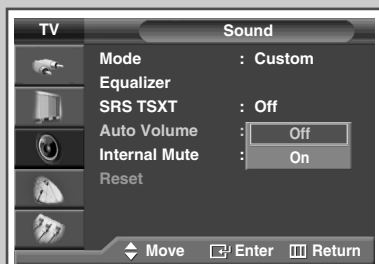 TV Sound
Mode : Custom
Equalizer
SRS TSXT : Off
Auto Volume : Off
Internal Mute : On
Reset
Move Enter Return